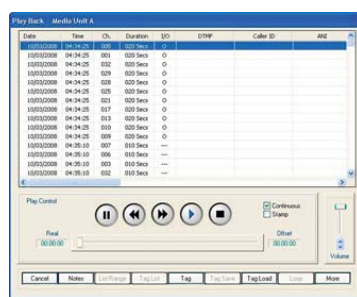 Play Back Media Unit A
Date Time Ch. Duration I/O DTMF Caller ID ANI
10/03/2008 04:34:25 005 020 Secs O
10/03/2008 04:34:25 001 020 Secs O
10/03/2008 04:34:25 032 020 Secs O
10/03/2008 04:34:25 029 020 Secs O
10/03/2008 04:34:25 028 020 Secs O
10/03/2008 04:34:25 025 020 Secs O
10/03/2008 04:34:25 021 020 Secs O
10/03/2008 04:34:25 017 020 Secs O
10/03/2008 04:34:25 013 020 Secs O
10/03/2008 04:34:25 010 020 Secs O
10/03/2008 04:34:25 009 020 Secs O
10/03/2008 04:35:10 007 010 Secs ---
10/03/2008 04:35:10 006 010 Secs ---
10/03/2008 04:35:10 003 010 Secs ---
10/03/2008 04:35:10 032 010 Secs ---
Play Control
Continuous
Stamp
Real
Offset
00:00:00
00:00:00
Volume
Cancel Notes List Range Tag List Tag Tag Save Tag Load Loop More